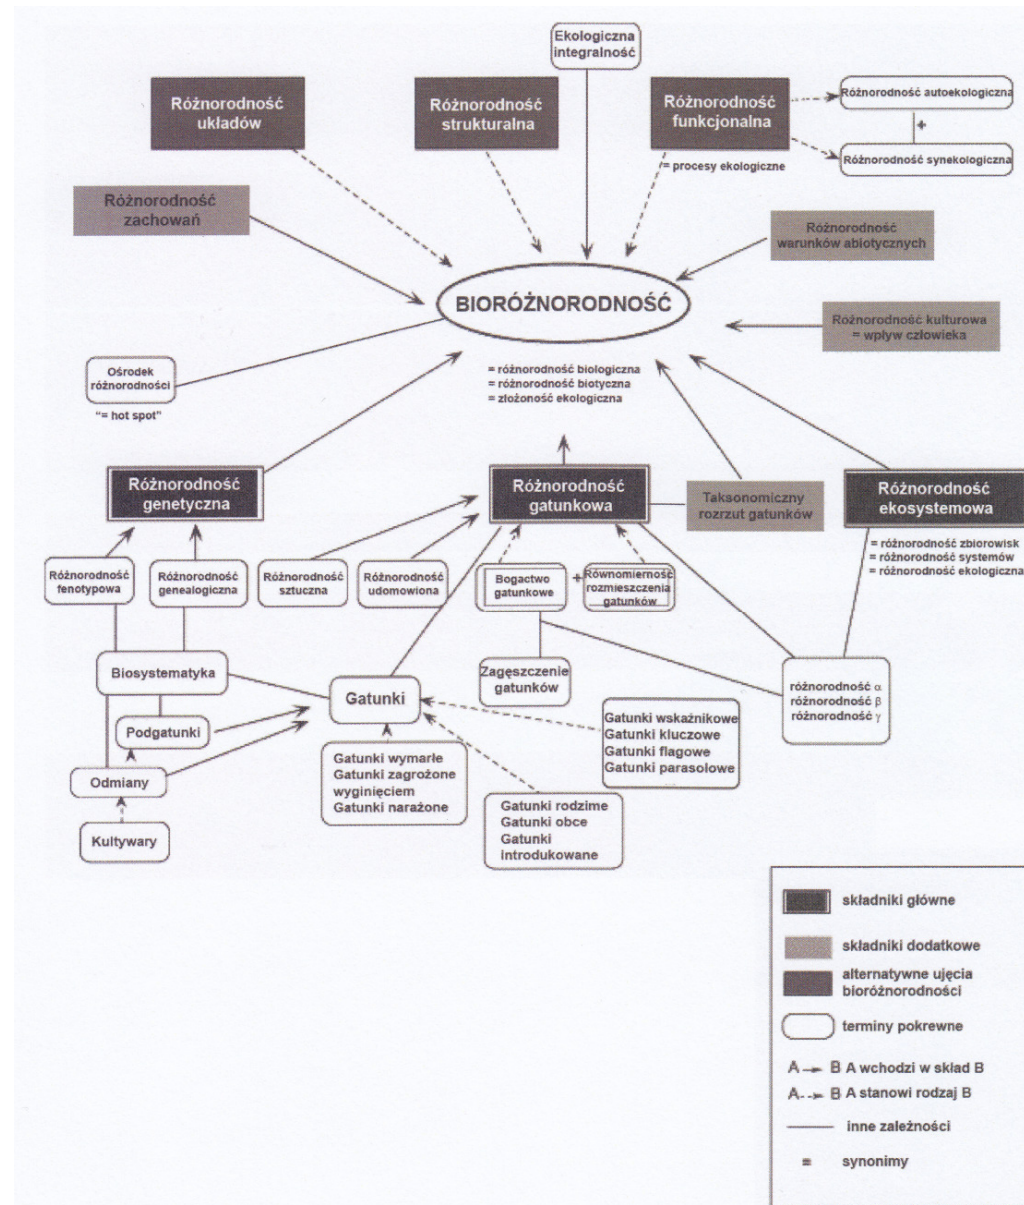 Ekologiczna
integralność
Różnorodność
układów
Różnorodność
strukturalna
Różnorodność
funkcjonalna
= procesy ekologiczne
Różnorodność autoekologiczna
+
Różnorodność synekologiczna
Różnorodność
zachowań
Różnorodność
warunków abiotycznych
BIORÓŻNORODNOŚĆ
Różnorodność kulturowa
= wpływ człowieka
Ośrodek
różnorodności
“= hot spot”
= różnorodność biologiczna
= różnorodność biotyczna
= złożoność ekologiczna
Różnorodność
genetyczna
Różnorodność
gatunkowa
Taksonomiczny
rozrzut gatunków
Różnorodność
ekosystemowa
= różnorodność zbiorowisk
= różnorodność systemów
= różnorodność ekologiczna
Różnorodność
fenotypowa
Różnorodność
genealogiczna
Różnorodność
sztuczna
Różnorodność
udomowiona
Bogactwo
gatunkowe
+
Równomierność
rozmieszczenia
gatunków
Biosystematyka
Gatunki
Zagęszczenie
gatunków
różnorodność α
różnorodność β
różnorodność γ
Podgatunki
Odmiany
Kultywary
Gatunki wymarłe
Gatunki zagrożone
wyginięciem
Gatunki narażone
Gatunki wskaźnikowe
Gatunki kluczowe
Gatunki flagowe
Gatunki parasolowe
Gatunki rodzime
Gatunki obce
Gatunki
introdukowane
składniki główne
składniki dodatkowe
alternatywne ujęcia
bioróżnorodności
terminy pokrewne
A → B A wchodzi w skład B
A --> B A stanowi rodzaj B
inne zależności
= synonimy